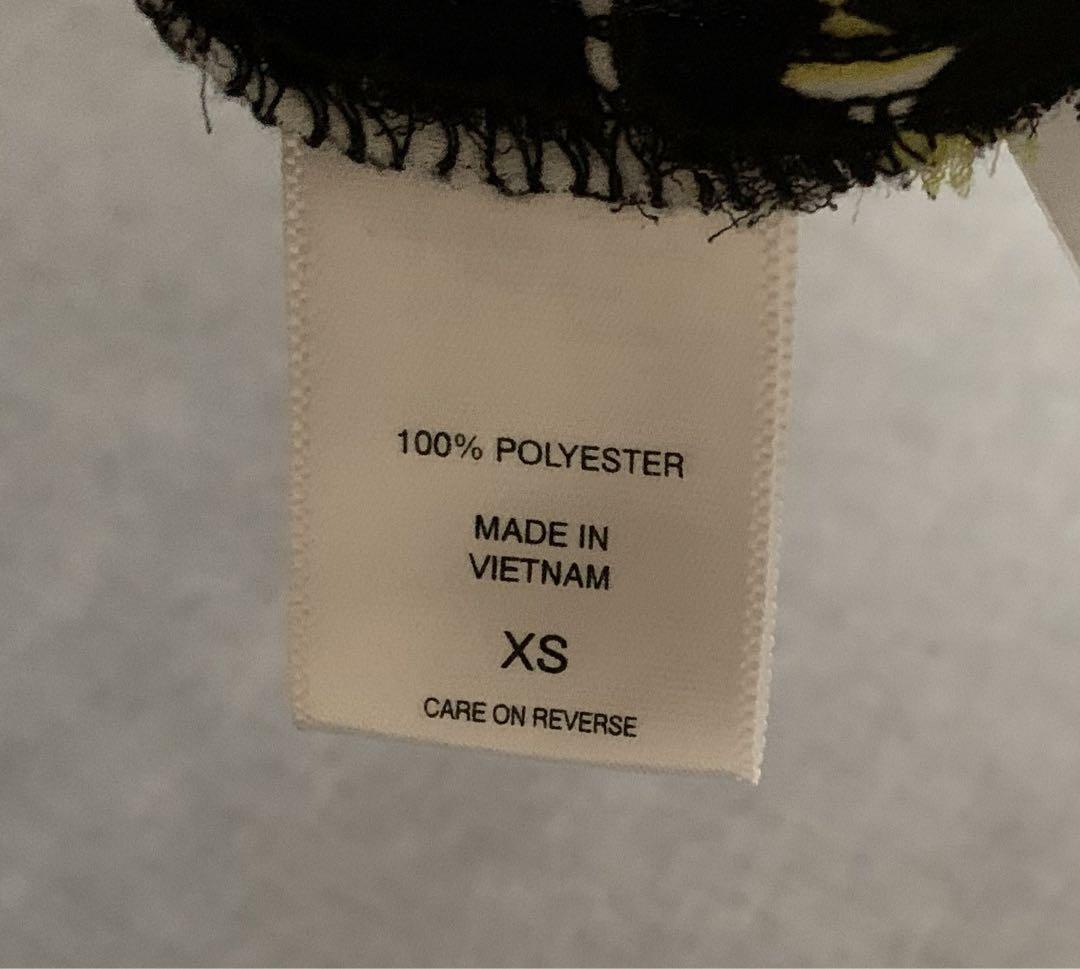 100% POLYESTER
MADE IN
VIETNAM
XS
CARE ON REVERSE